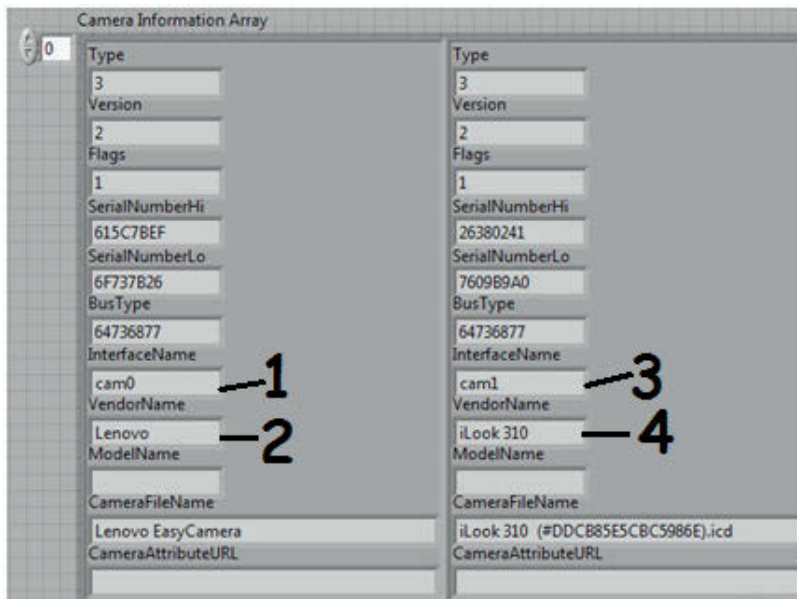 Camera Information Array
0
Type
3
Version
2
Flags
1
SerialNumberHi
615C7BEF
SerialNumberLo
6F737B26
BusType
64736877
InterfaceName
cam0
1
VendorName
Lenovo
2
ModelName
CameraFileName
Lenovo EasyCamera
CameraAttributeURL
Type
3
Version
2
Flags
1
SerialNumberHi
26380241
SerialNumberLo
7609B9A0
BusType
64736877
InterfaceName
cam1
3
VendorName
iLook 310
4
ModelName
CameraFileName
iLook 310 (#DDCB85E5CBC5986E).icd
CameraAttributeURL